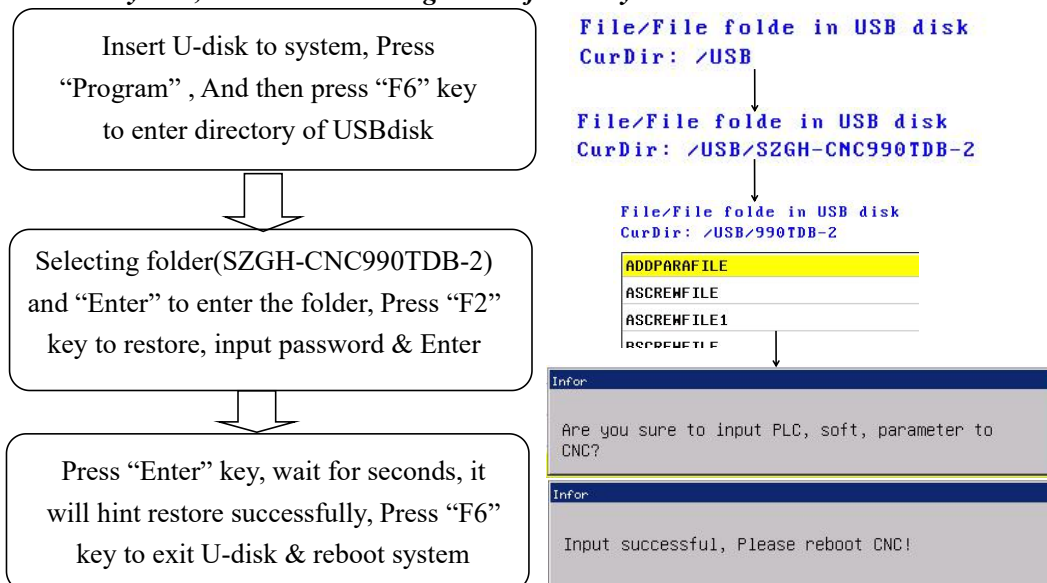 Insert U-disk to system, Press
“Program” , And then press “F6” key
to enter directory of USBdisk
Selecting folder(SZGH-CNC990TDB-2)
and “Enter” to enter the folder, Press “F2”
key to restore, input password & Enter
Press “Enter” key, wait for seconds, it
will hint restore successfully, Press “F6”
key to exit U-disk & reboot system
File/File folde in USB disk
CurDir: /USB
File/File folde in USB disk
CurDir: /USB/SZGH-CNC990TDB-2
File/File folde in USB disk
CurDir: /USB/990TDB-2
ADDPARAFILE
ASCREWFILE
ASCREWFILE1
BSCREWFILE
Infor
Are you sure to input PLC, soft, parameter to
CNC?
Infor
Input successful, Please reboot CNC!